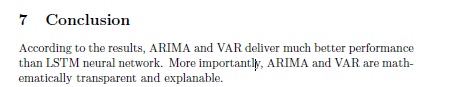 7 Conclusion
According to the results, ARIMA and VAR deliver much better performance
than LSTM neural network. More importantly, ARIMA and VAR are math-
ematically transparent and explanable.